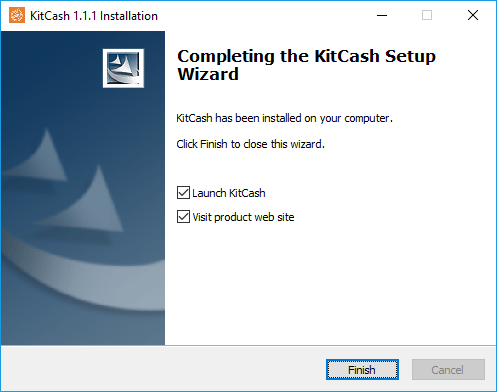 KitCash 1.1.1 Installation
Completing the KitCash Setup
Wizard
KitCash has been installed on your computer.
Click Finish to close this wizard.
Launch KitCash
Visit product web site
Finish
Cancel